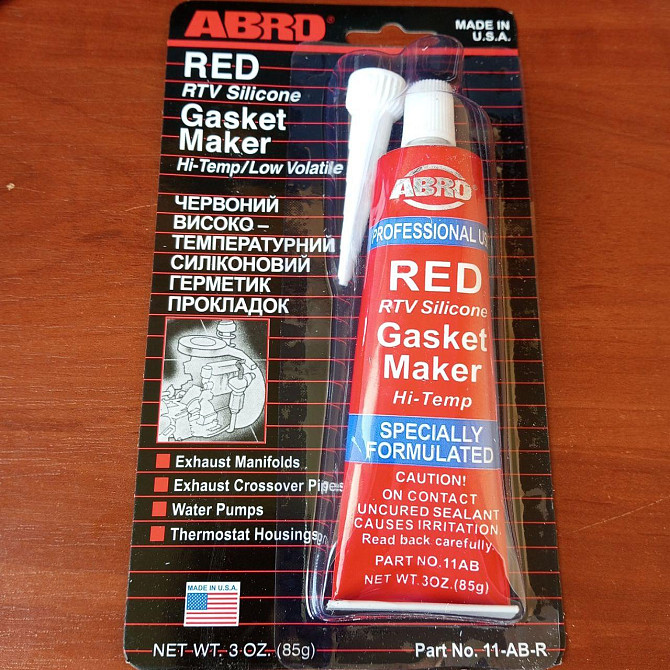 ABRO
MADE IN
U.S.A.
RED
RTV Silicone
Gasket
Maker
Hi-Temp/Low Volatile
ЧЕРВОНИЙ
ВИСОКО –
ТЕМПЕРАТУРНИЙ
СИЛІКОНОВИЙ
ГЕРМЕТИК
ПРОКЛАДОК
Exhaust Manifolds
Exhaust Crossover Pipes
Water Pumps
Thermostat Housings
MADE IN U.S.A.
NET WT. 3 OZ. (85g)
Part No. 11-AB-R
ABRO
PROFESSIONAL US
RED
RTV Silicone
Gasket
Maker
Hi-Temp
SPECIALLY
FORMULATED
CAUTION!
ON CONTACT
UNCURED SEALANT
CAUSES IRRITATION.
Read back carefully.
PART NO.11AB
NET WT.3OZ.(85g)